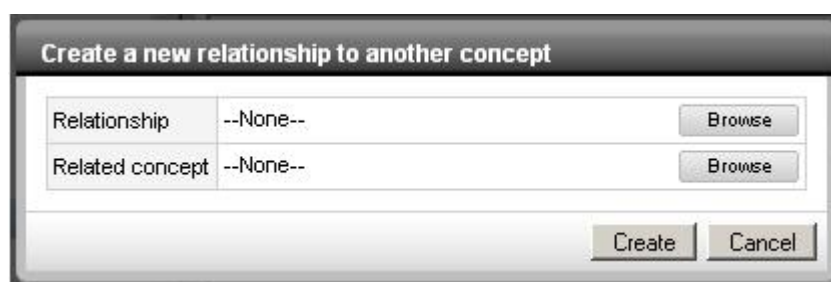 Create a new relationship to another concept
Relationship --None-- Browse
Related concept --None-- Browse
Create Cancel